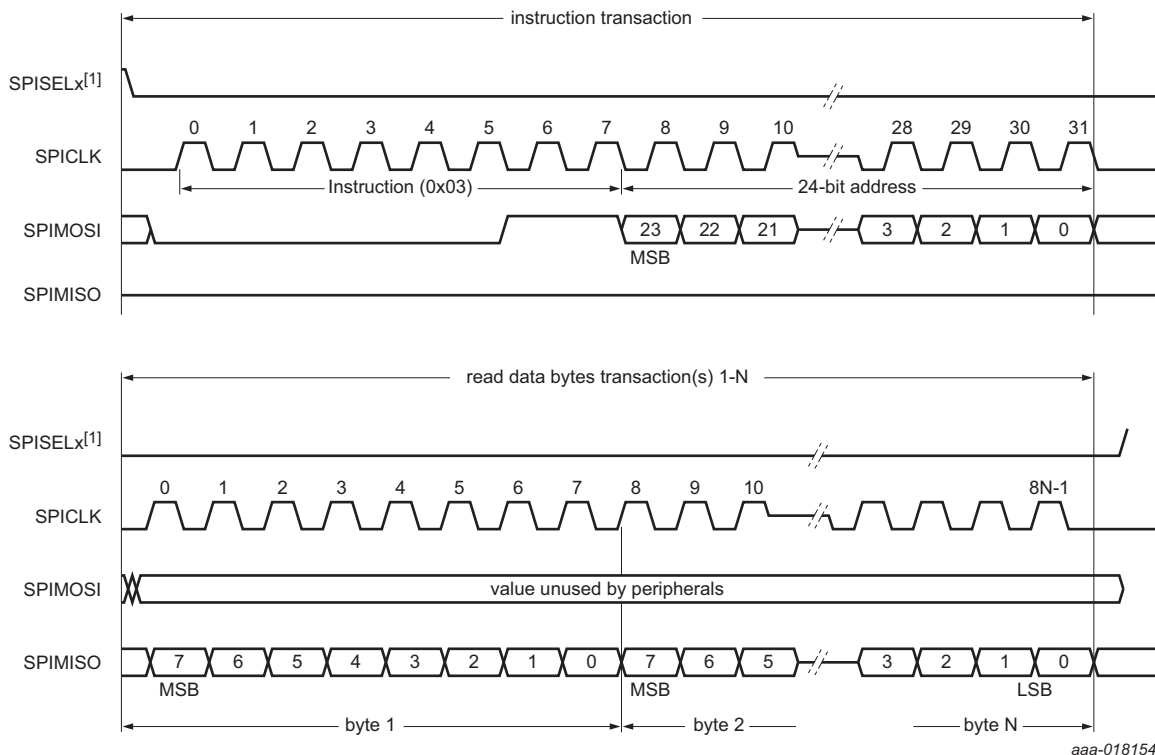 instruction transaction
SPISELx[1]
0 1 2 3 4 5 6 7 8 9 10 28 29 30 31
SPICLK
Instruction (0x03) 24-bit address
SPIMOSI 23 22 21 3 2 1 0
MSB
SPIMISO
read data bytes transaction(s) 1-N
SPISELx[1]
0 1 2 3 4 5 6 7 8 9 10 8N-1
SPICLK
SPIMOSI value unused by peripherals
SPIMISO 7 6 5 4 3 2 1 0 7 6 5 3 2 1 0
MSB MSB LSB
byte 1 byte 2 byte N
aaa-018154